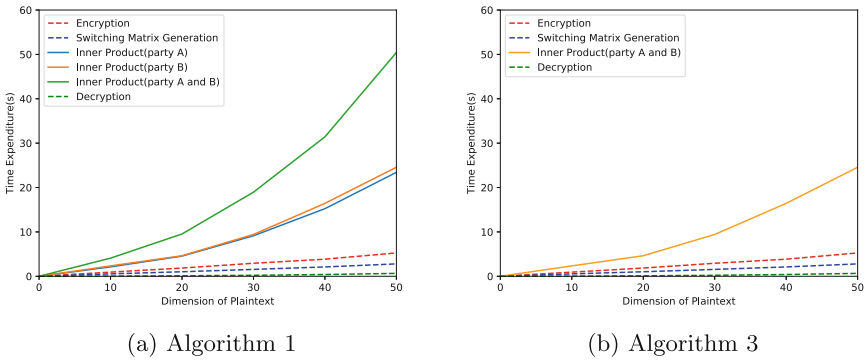 60
50
40
30
20
10
0
Time Expenditure(s)
Encryption
Switching Matrix Generation
Inner Product(party A)
Inner Product(party B)
Inner Product(party A and B)
Decryption
0 10 20 30 40 50
Dimension of Plaintext
(a) Algorithm 1
60
50
40
30
20
10
0
Time Expenditure(s)
Encryption
Switching Matrix Generation
Inner Product(party A and B)
Decryption
0 10 20 30 40 50
Dimension of Plaintext
(b) Algorithm 3